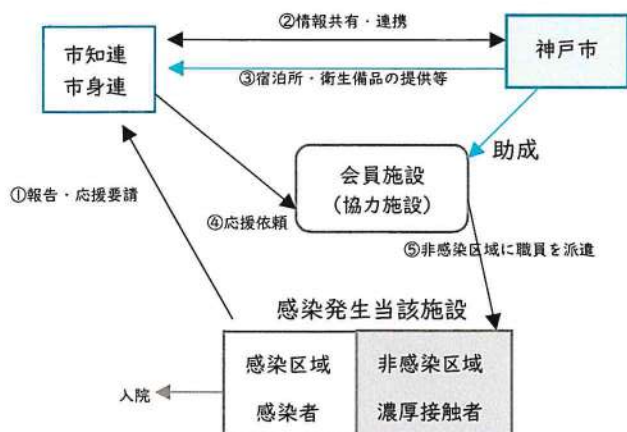 ②情報共有・連携
市知連
市身連
神戸市
③宿泊所・衛生備品の提供等
助成
会員施設
(協力施設)
①報告・応援要請
④応援依頼
⑤非感染区域に職員を派遣
感染発生当該施設
感染区域
感染者
非感染区域
濃厚接触者
入院